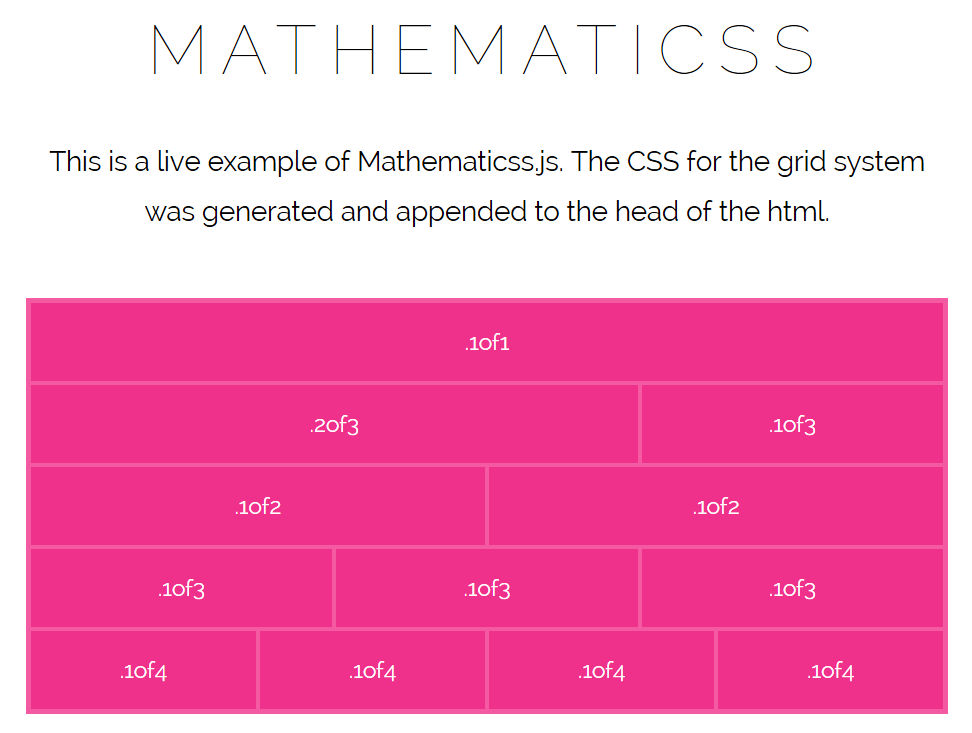 MATHEMATICSS
This is a live example of Mathematicss.js. The CSS for the grid system
was generated and appended to the head of the html.
.1of1
.2of3 .1of3
.1of2 .1of2
.1of3 .1of3 .1of3
.1of4 .1of4 .1of4 .1of4